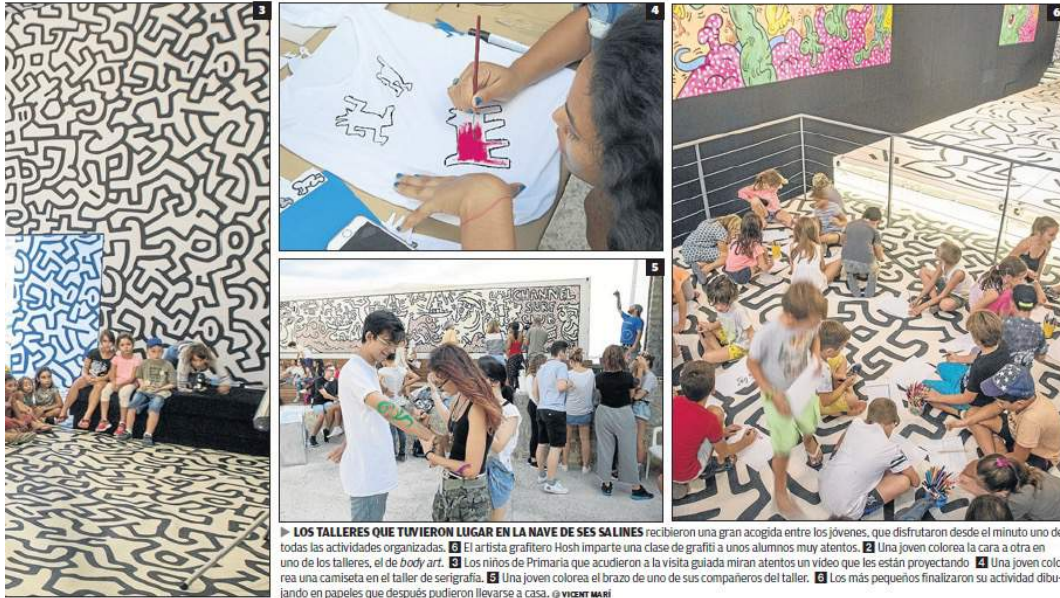 3
4
6
5
CHANNEL
SURF
▶ LOS TALLERES QUE TUVIERON LUGAR EN LA NAVE DE SES SALINES recibieron una gran acogida entre los jóvenes, que disfrutaron desde el minuto uno de
todas las actividades organizadas. 6 El artista grafitero Hosh imparte una clase de grafiti a unos alumnos muy atentos. 2 Una joven colorea la cara a otra en
uno de los talleres, el de body art. 3 Los niños de Primaria que acudieron a la visita guiada miran atentos un vídeo que les están proyectando 4 Una joven colo
rea una camiseta en el taller de serigrafía. 5 Una joven colorea el brazo de uno de sus compañeros del taller. 6 Los más pequeños finalizaron su actividad dibu-
jando en papeles que después pudieron llevarse a casa. @ VICENT MARÍ